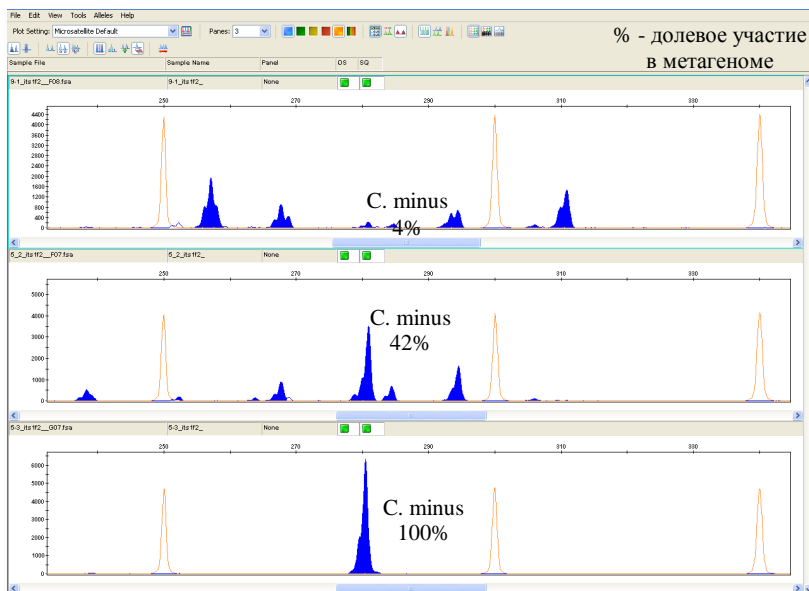 File Edit View Tools Alleles Help
Plot Setting: Microsatellite Default Panes: 3
% - долевое участие
в метагеноме
Sample File Sample Name Panel OS SQ
9-1_its1f2__F08.fsa 9-1_its1f2_ None
250 270 290 310 330
4400
4000
3600
3200
2800
2400
2000
1600
1200
800
400
0
C. minus
4%
5_2_its1f2__F07.fsa 5_2_its1f2_ None
250 270 290 310 330
5000
4000
3000
2000
1000
0
C. minus
42%
5-3_its1f2__G07.fsa 5-3_its1f2_ None
250 270 290 310 330
6000
5000
4000
3000
2000
1000
0
C. minus
100%